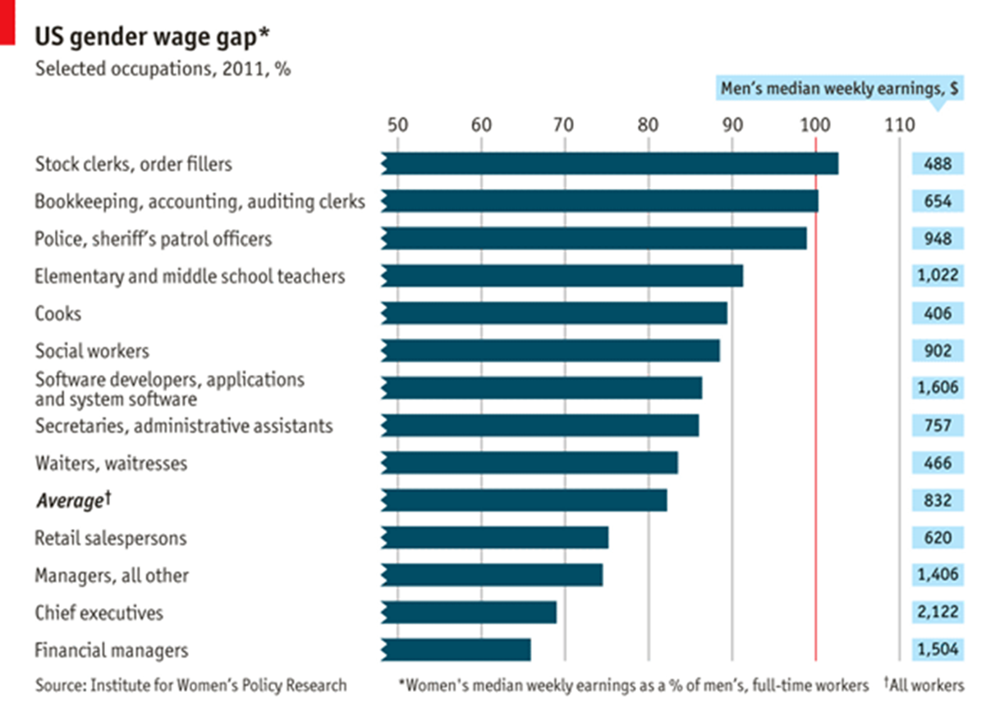 US gender wage gap*
Selected occupations, 2011, %
Men's median weekly earnings, $
50 60 70 80 90 100 110
Stock clerks, order fillers 488
Bookkeeping, accounting, auditing clerks 654
Police, sheriff's patrol officers 948
Elementary and middle school teachers 1,022
Cooks 406
Social workers 902
Software developers, applications
and system software 1,606
Secretaries, administrative assistants 757
Waiters, waitresses 466
Average† 832
Retail salespersons 620
Managers, all other 1,406
Chief executives 2,122
Financial managers 1,504
Source: Institute for Women's Policy Research *Women's median weekly earnings as a % of men's, full-time workers †All workers